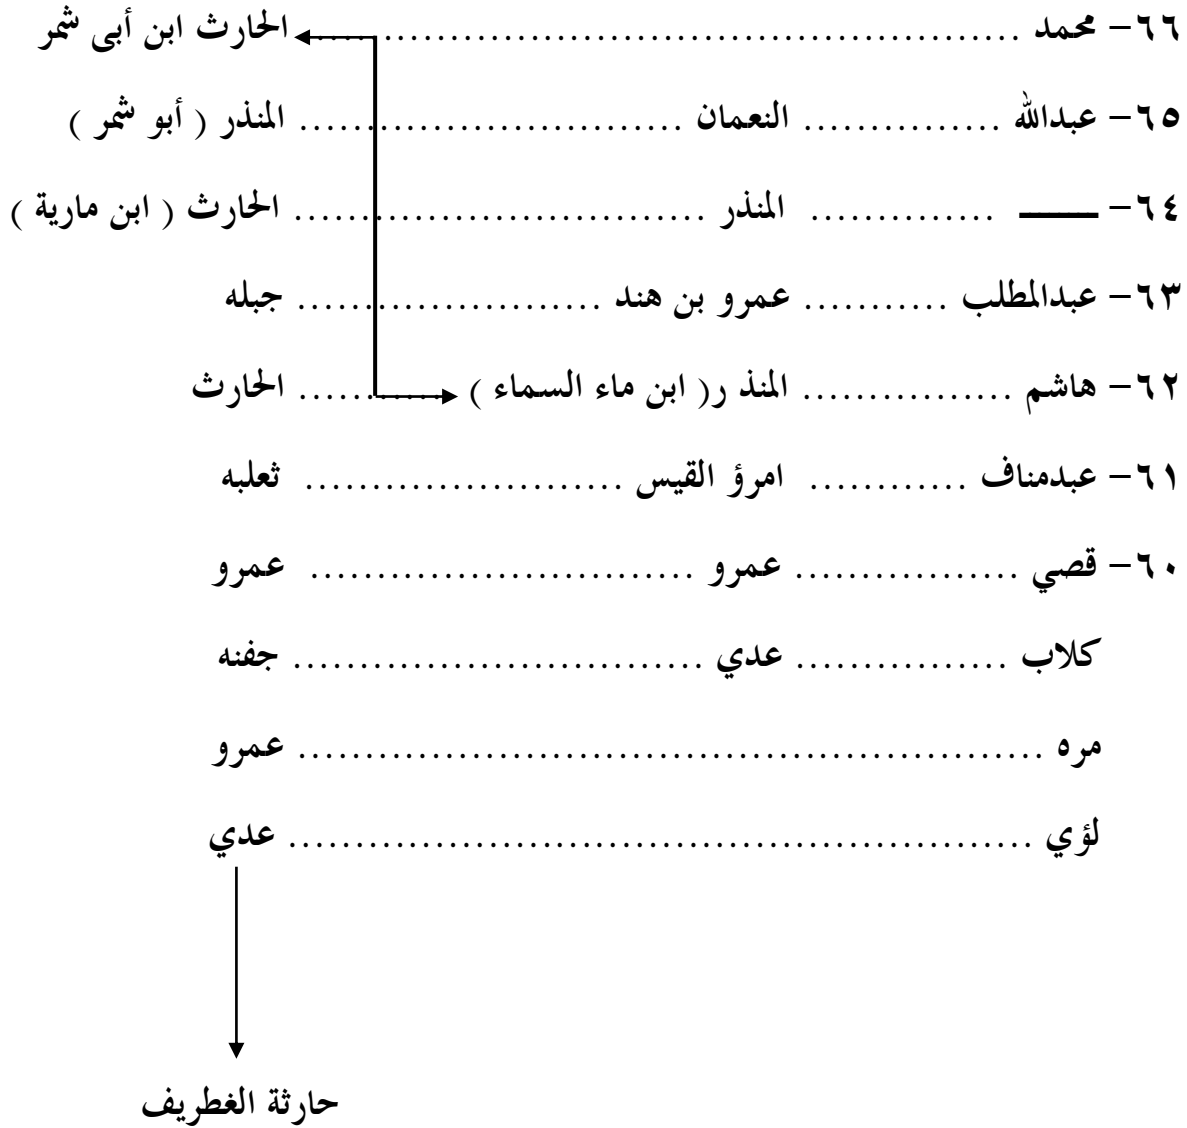 ٦٦– محمد ..................................................... الحارث ابن أبى شمر
٦٥– عبدالله ............... النعمان ............................. المنذر ( أبو شمر )
٦٤– ـــــــ .............. المنذر ............................... الحارث ( ابن مارية )
٦٣– عبدالمطلب ........... عمرو بن هند ....................... جبله
٦٢– هاشم ................ المنذ ر( ابن ماء السماء ) ........... الحارث
٦١– عبدمناف ............ امرؤ القيس ........................ ثعلبه
٦٠– قصي ................. عمرو ............................. عمرو
كلاب ................ عدي ............................... جفنه
مره ........................................................ عمرو
لؤي ........................................................ عدي
حارثة الغطريف